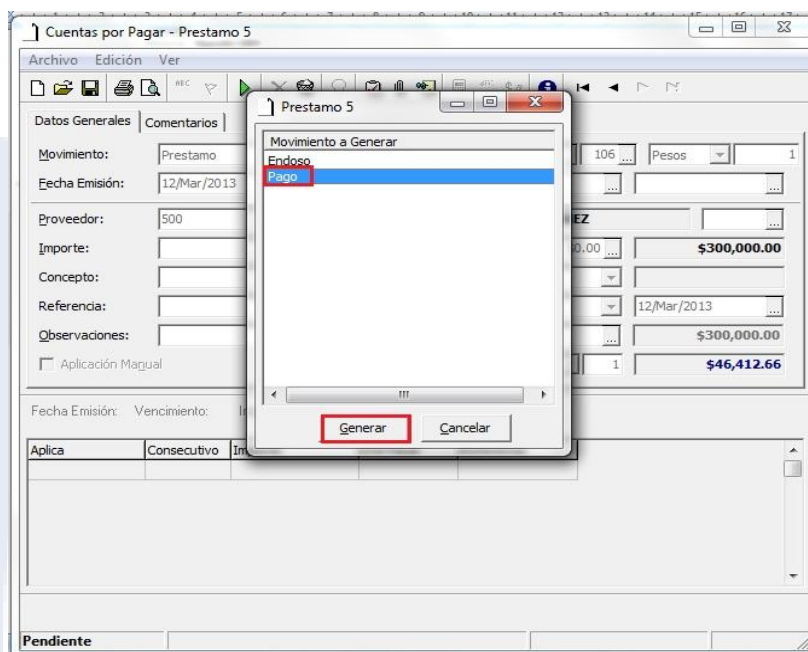 Cuentas por Pagar - Prestamo 5
Archivo Edición Ver
ABC
Prestamo 5
Movimiento a Generar
Endoso
Pago
Generar Cancelar
Datos Generales Comentarios
Movimiento: Prestamo 106 ... Pesos 1
Fecha Emisión: 12/Mar/2013 ... ...
Proveedor: 500 EZ ...
Importe: 0.00 ... $300,000.00
Concepto:
Referencia: 12/Mar/2013 ...
Observaciones: ... $300,000.00
Aplicación Manual 1 $46,412.66
Fecha Emisión: Vencimiento:
Aplica Consecutivo
Pendiente